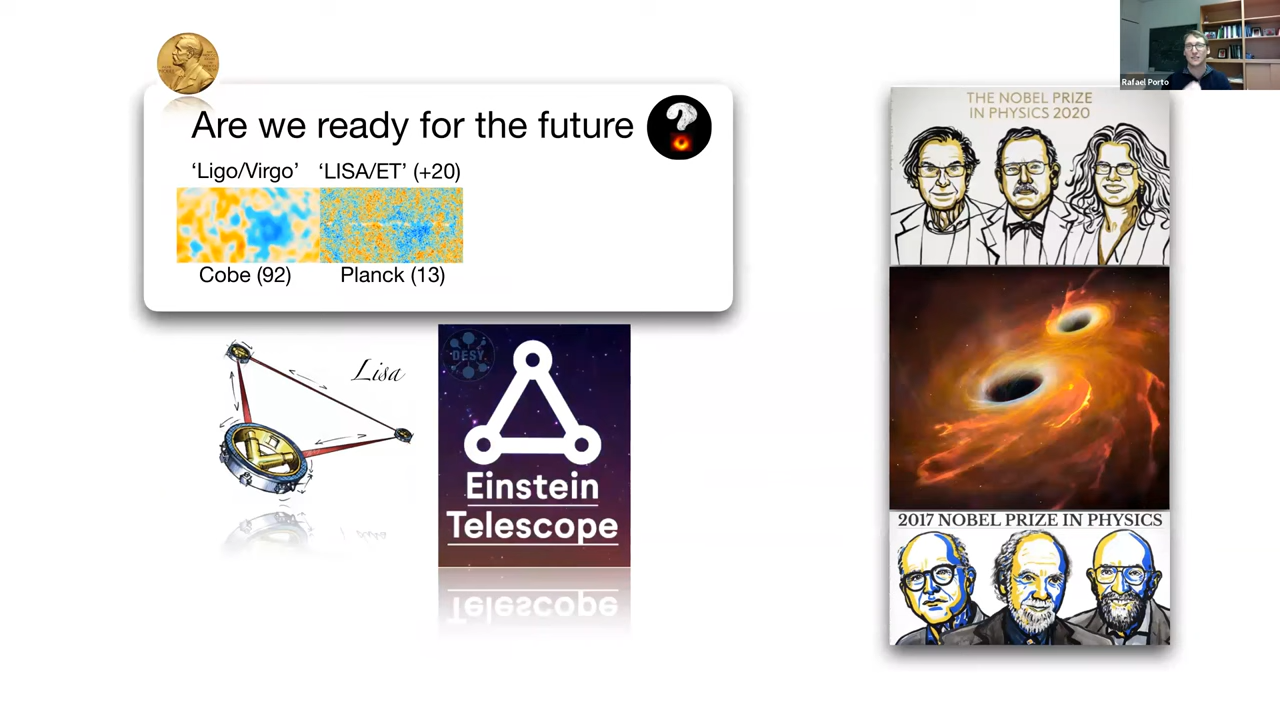 Rafael Porto
THE NOBEL PRIZE
IN PHYSICS 2020
Are we ready for the future
?
‘Ligo/Virgo’ ‘LISA/ET’ (+20)
Cobe (92) Planck (13)
Lisa
DESY
Einstein
Telescope
2017 NOBEL PRIZE IN PHYSICS